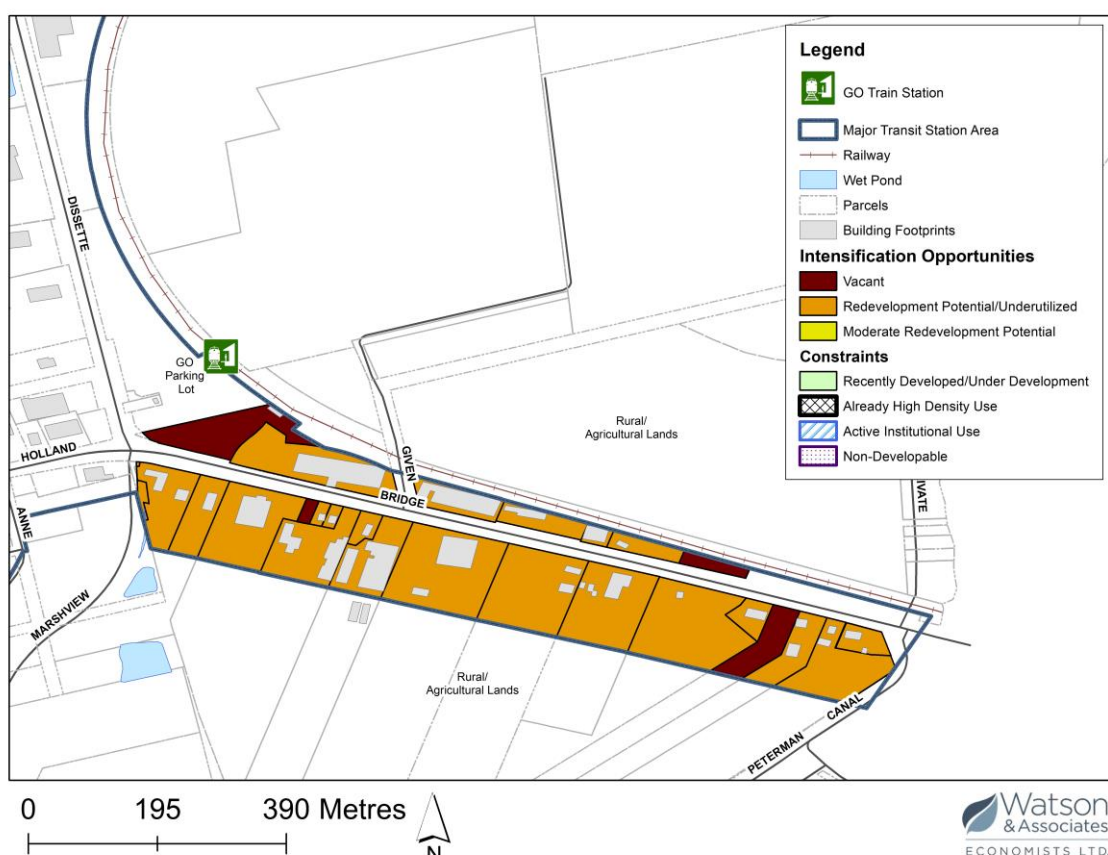 Legend
GO Train Station
Major Transit Station Area
Railway
Wet Pond
Parcels
Building Footprints
Intensification Opportunities
Vacant
Redevelopment Potential/Underutilized
Moderate Redevelopment Potential
Constraints
Recently Developed/Under Development
Already High Density Use
Active Institutional Use
Non-Developable
DISSETTE
GO
Parking
Lot
HOLLAND
GIVEN
BRIDGE
Rural/
Agricultural Lands
ANNE
MARSHVIEW
Rural/
Agricultural Lands
CANAL
PETERMAN
0 195 390 Metres
N
Watson
& Associates
ECONOMISTS LTD.